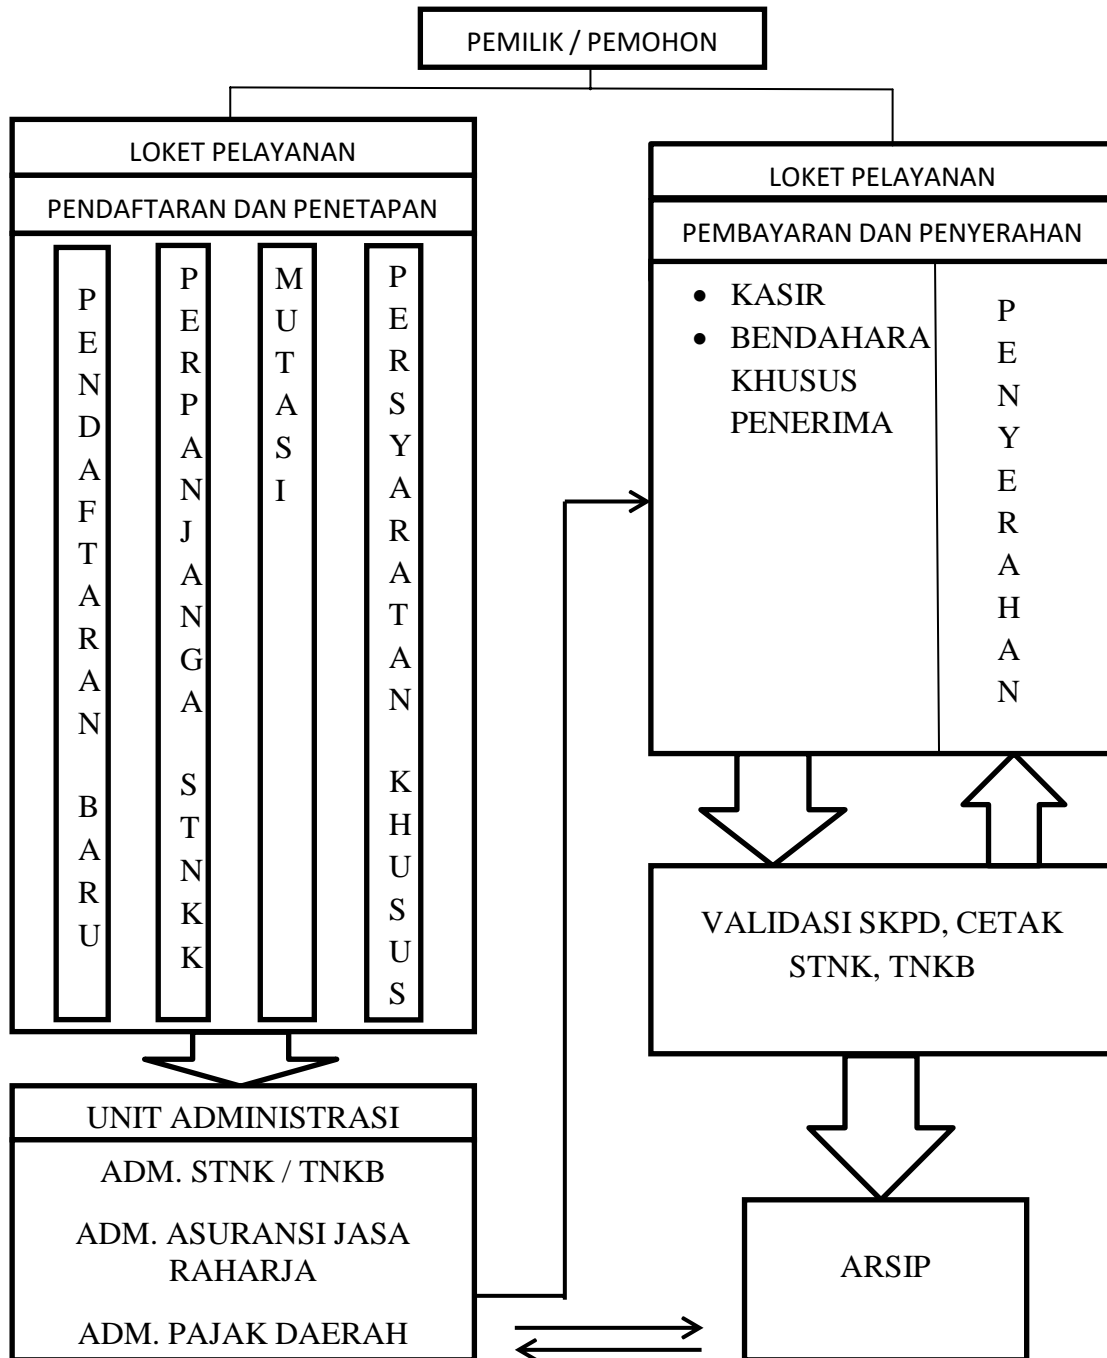 PEMILIK / PEMOHON
LOKET PELAYANAN
PENDAFTARAN DAN PENETAPAN
PENDAFTARAN BARU
PERPANJANGA STNKK
MUTASI
PERSYARATAN KHUSUS
LOKET PELAYANAN
PEMBAYARAN DAN PENYERAHAN
• KASIR
• BENDAHARA
KHUSUS
PENERIMA
PENYERAHAN
VALIDASI SKPD, CETAK
STNK, TNKB
UNIT ADMINISTRASI
ADM. STNK / TNKB
ADM. ASURANSI JASA
RAHARJA
ADM. PAJAK DAERAH
ARSIP